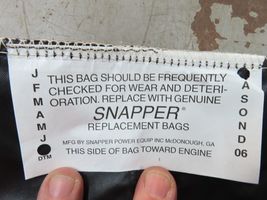 THIS BAG SHOULD BE FREQUENTLY
CHECKED FOR WEAR AND DETERI-
ORATION. REPLACE WITH GENUINE
SNAPPER®
REPLACEMENT BAGS
MFG BY SNAPPER POWER EQUIP INC McDONOUGH, GA
THIS SIDE OF BAG TOWARD ENGINE
J
F
M
A
M
J
DTM
J
A
S
O
N
D
06